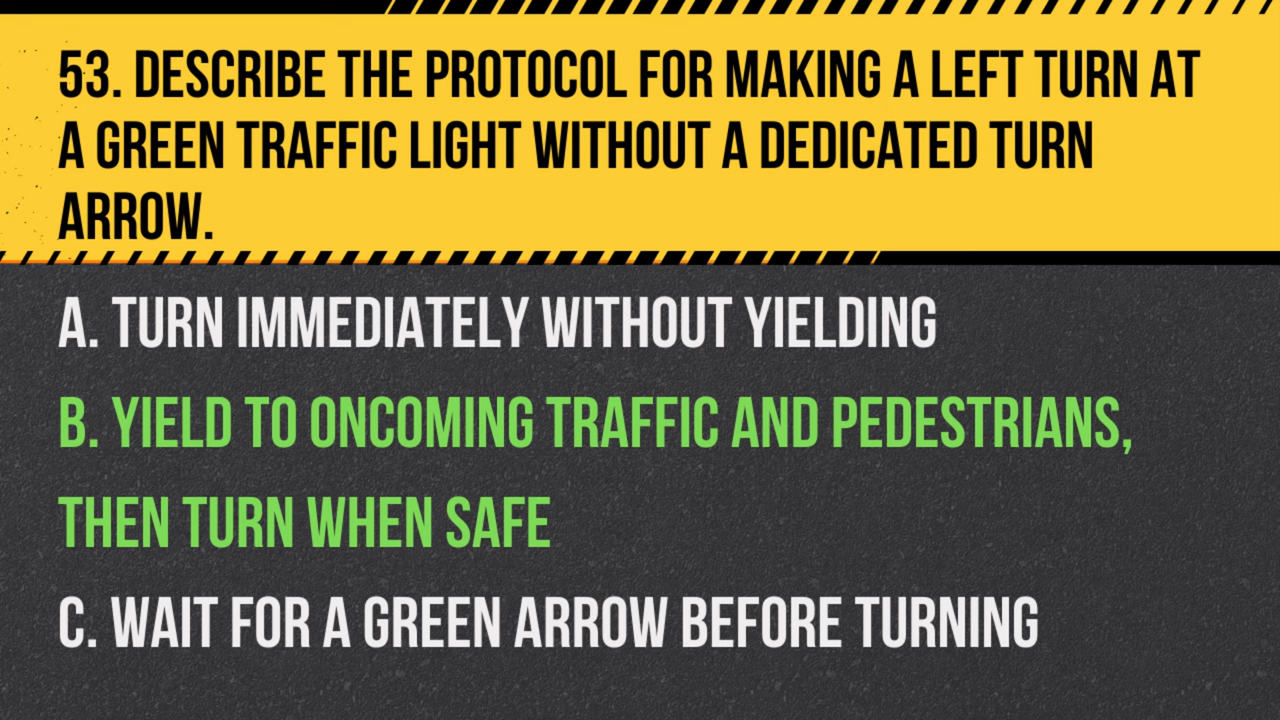 53. DESCRIBE THE PROTOCOL FOR MAKING A LEFT TURN AT
A GREEN TRAFFIC LIGHT WITHOUT A DEDICATED TURN
ARROW.
A. TURN IMMEDIATELY WITHOUT YIELDING
B. YIELD TO ONCOMING TRAFFIC AND PEDESTRIANS,
THEN TURN WHEN SAFE
C. WAIT FOR A GREEN ARROW BEFORE TURNING